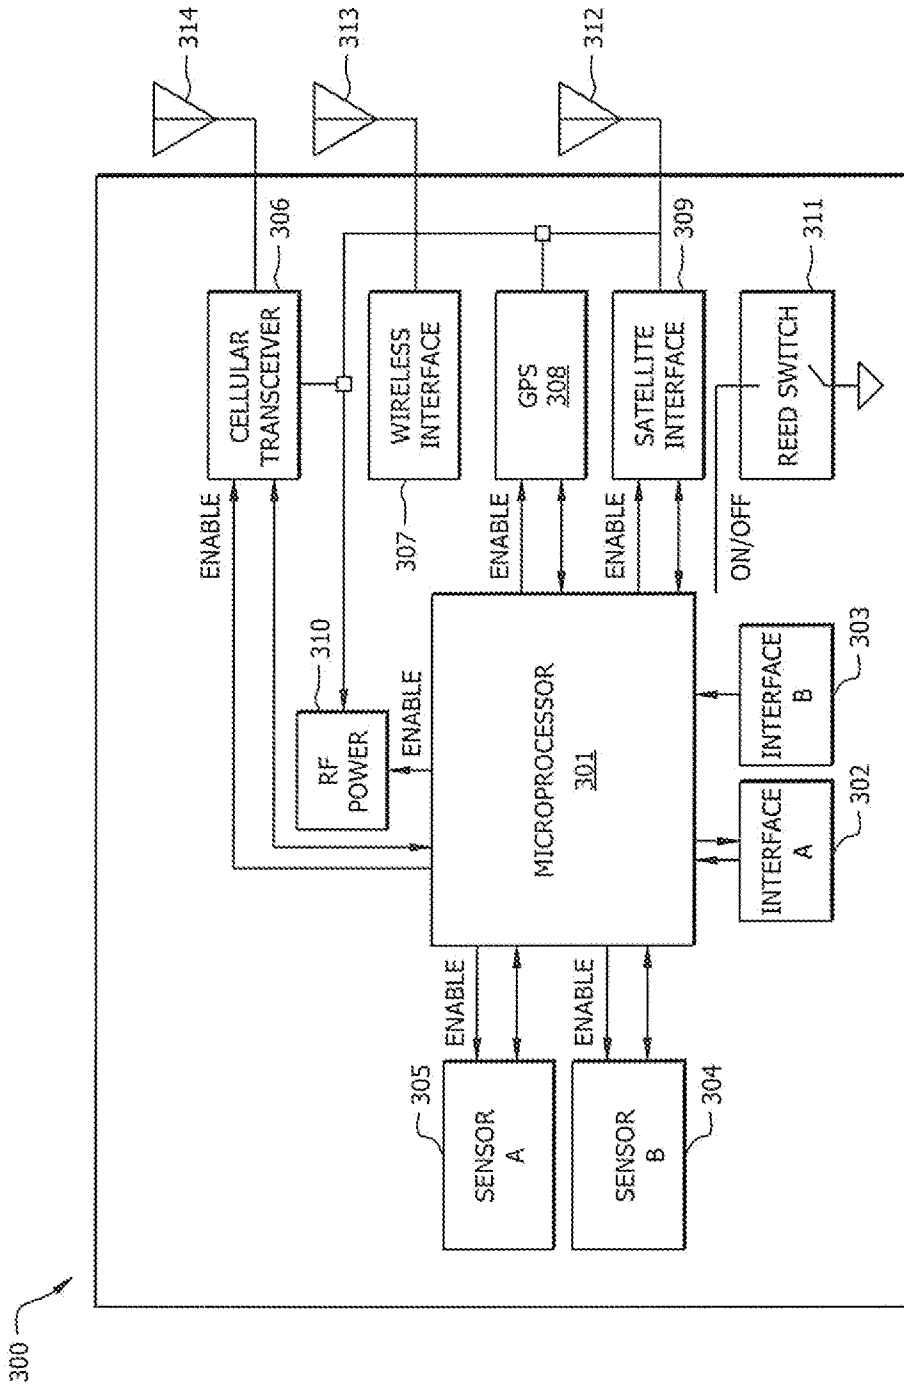 300
314
313
312
306
CELLULAR
TRANSCEIVER
ENABLE
307
WIRELESS
INTERFACE
GPS
308
ENABLE
309
SATELLITE
INTERFACE
ENABLE
311
REED SWITCH
ON/OFF
310
RF
POWER
ENABLE
MICROPROCESSOR
301
303
INTERFACE
B
302
INTERFACE
A
305
SENSOR
A
ENABLE
304
SENSOR
B
ENABLE